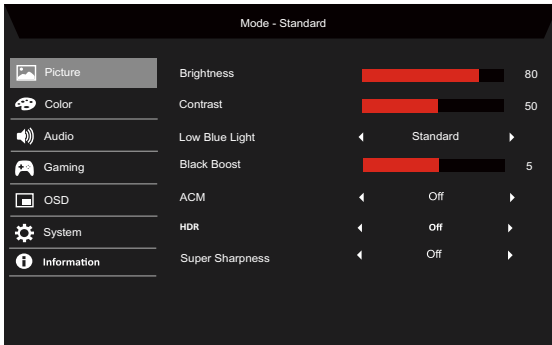 Mode - Standard
Picture
Brightness 80
Color
Contrast 50
Audio
Low Blue Light Standard
Gaming
Black Boost 5
OSD
ACM Off
System
HDR Off
Information
Super Sharpness Off